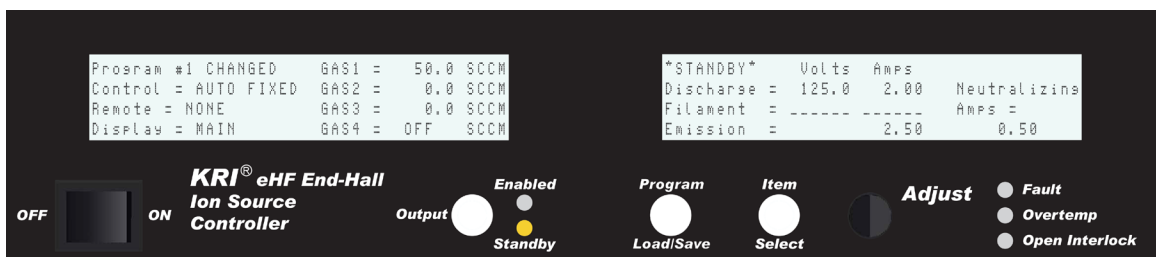 Program #1 CHANGED GAS1 = 50.0 SCCM
Control = AUTO FIXED GAS2 = 0.0 SCCM
Remote = NONE GAS3 = 0.0 SCCM
Display = MAIN GAS4 = OFF SCCM
*STANDBY* Volts Amps
Discharge = 125.0 2.00 Neutralizing
Filament = ______ ______ Amps =
Emission = 2.50 0.50
OFF
ON
KRI® eHF End-Hall
Ion Source
Controller
Output
Enabled
Standby
Program
Load/Save
Item
Select
Adjust
Fault
Overtemp
Open Interlock